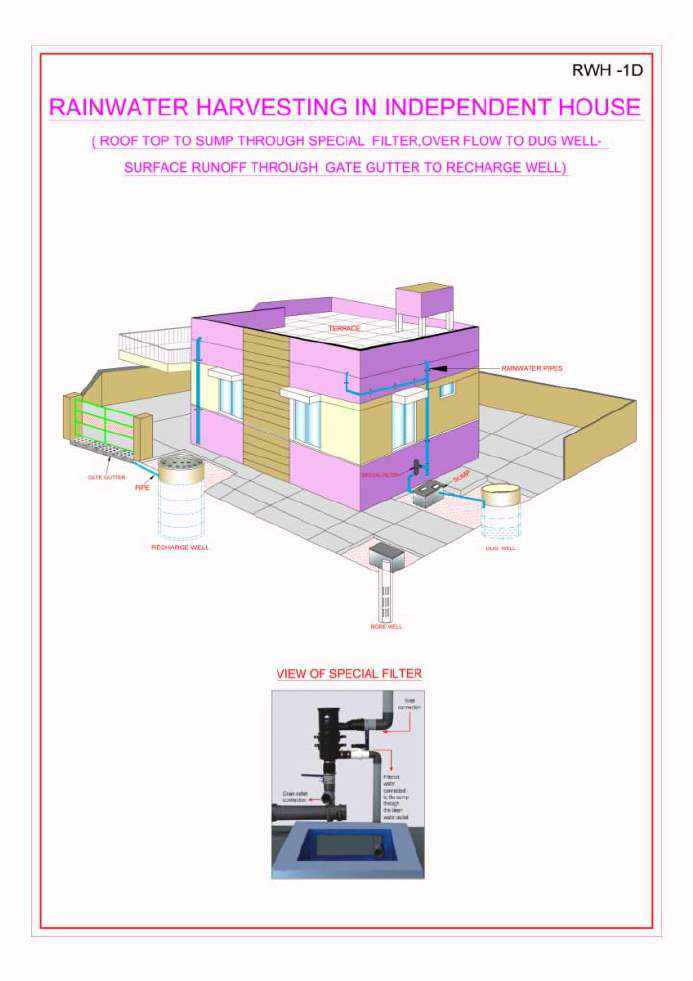 RWH -1D
RAINWATER HARVESTING IN INDEPENDENT HOUSE
( ROOF TOP TO SUMP THROUGH SPECIAL FILTER,OVER FLOW TO DUG WELL-
SURFACE RUNOFF THROUGH GATE GUTTER TO RECHARGE WELL)
TERRACE
RAINWATER PIPES
SPECIAL FILTER
SUMP
GATE GUTTER
PIPE
RECHARGE WELL
DUG WELL
BORE WELL
VIEW OF SPECIAL FILTER
Inlet
connection
Filtered
water
connected
to the sump
through
the clean
water outlet
Drain outlet
connection